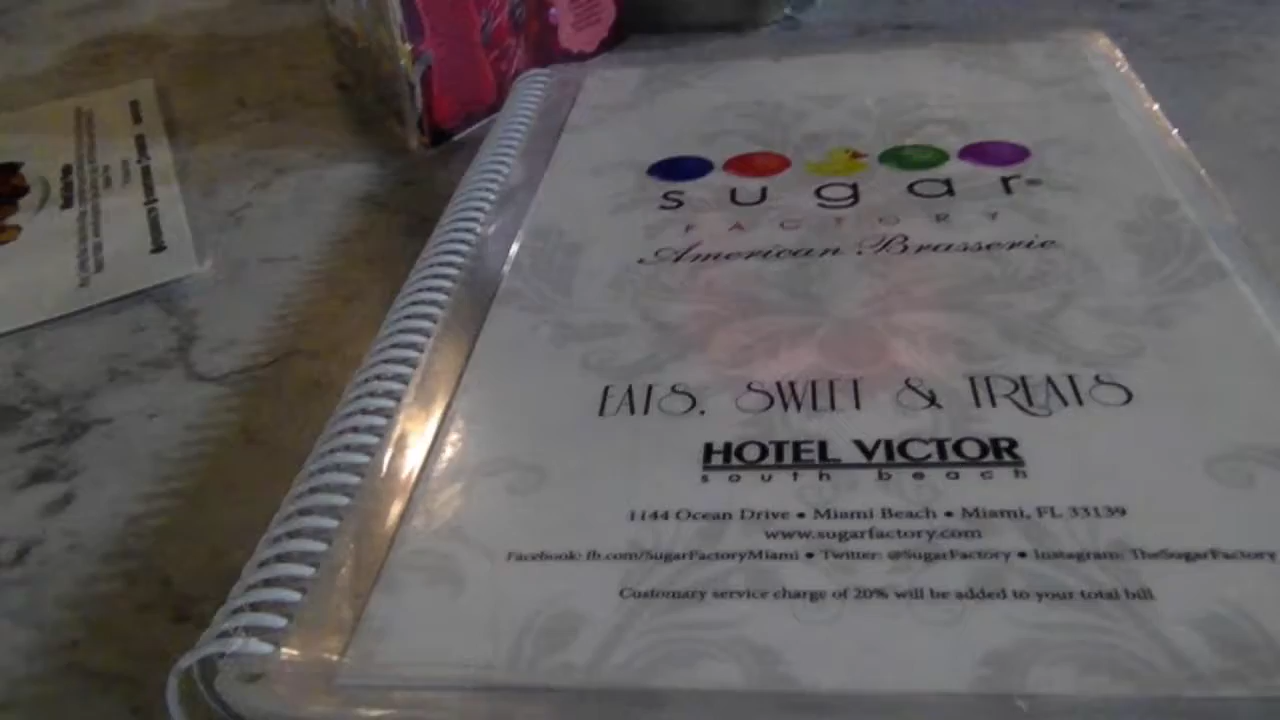 sugar
FACTORY
American Brasserie
EATS, SWEET & TREATS
HOTEL VICTOR
south beach
1144 Ocean Drive • Miami Beach • Miami, FL 33139
www.sugarfactory.com
Facebook: fb.com/SugarFactoryMiami • Twitter: @SugarFactory • Instagram: TheSugarFactory
Customary service charge of 20% will be added to your total bill